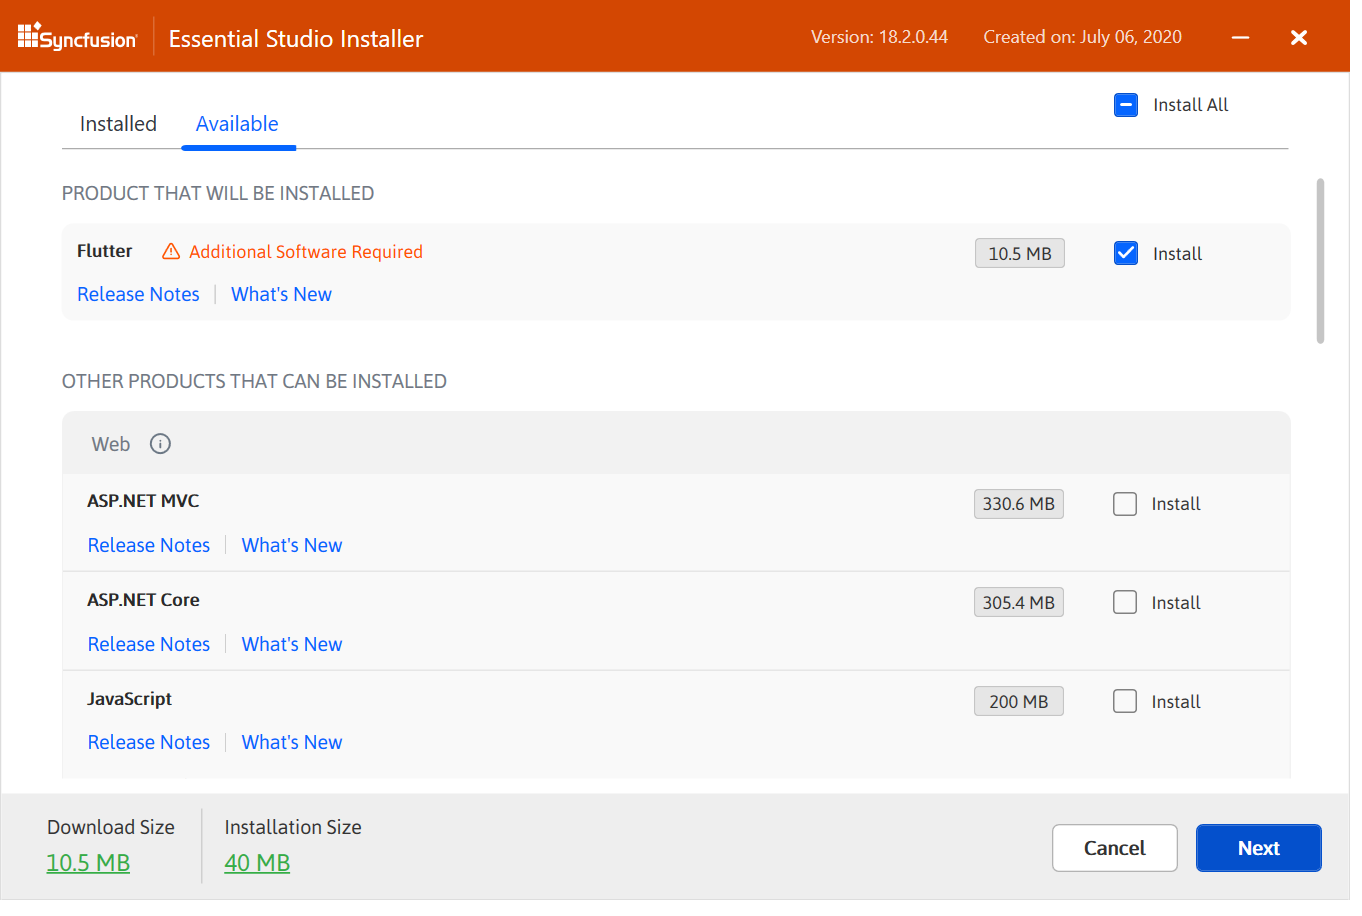 Syncfusion
Essential Studio Installer
Version: 18.2.0.44
Created on: July 06, 2020
Installed
Available
Install All
PRODUCT THAT WILL BE INSTALLED
Flutter
Additional Software Required
10.5 MB
Install
Release Notes
What's New
OTHER PRODUCTS THAT CAN BE INSTALLED
Web
ASP.NET MVC
330.6 MB
Install
Release Notes
What's New
ASP.NET Core
305.4 MB
Install
Release Notes
What's New
JavaScript
200 MB
Install
Release Notes
What's New
Download Size
10.5 MB
Installation Size
40 MB
Cancel
Next